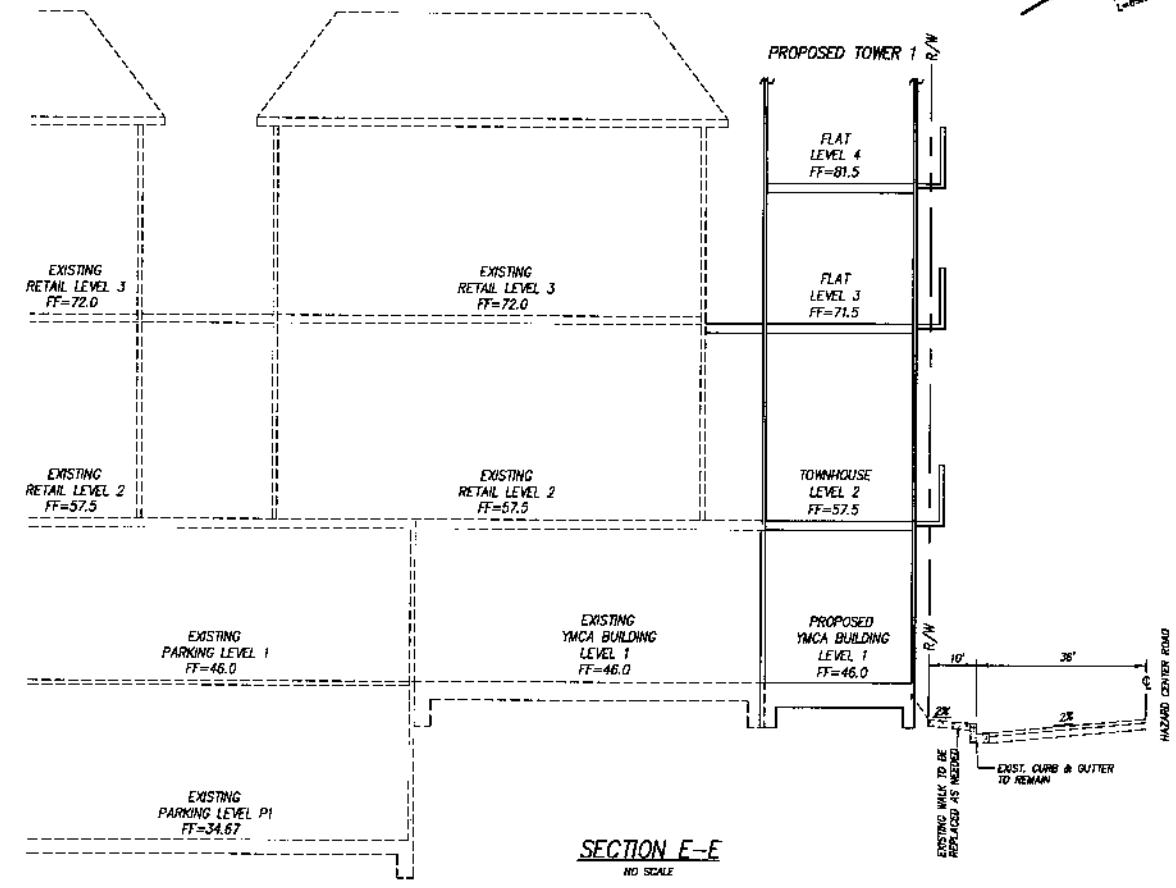 PROPOSED TOWER 1
R/W
FLAT
LEVEL 4
FF=81.5
EXISTING
RETAIL LEVEL 3
FF=72.0
EXISTING
RETAIL LEVEL 3
FF=72.0
FLAT
LEVEL 3
FF=71.5
EXISTING
RETAIL LEVEL 2
FF=57.5
EXISTING
RETAIL LEVEL 2
FF=57.5
TOWNHOUSE
LEVEL 2
FF=57.5
EXISTING
PARKING LEVEL 1
FF=46.0
EXISTING
YMCA BUILDING
LEVEL 1
FF=46.0
PROPOSED
YMCA BUILDING
LEVEL 1
FF=46.0
R/W
10'
36'
HAZARD CENTER ROAD
2%
2%
EXIST. CURB & GUTTER
TO REMAIN
EXISTING WALK TO BE
REPLACED AS NEEDED
EXISTING
PARKING LEVEL P1
FF=34.67
SECTION E-E
NO SCALE